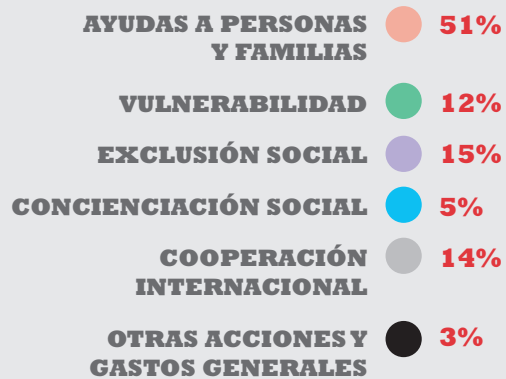 AYUDAS A PERSONAS
Y FAMILIAS
51%
VULNERABILIDAD 12%
EXCLUSIÓN SOCIAL 15%
CONCIENCIACIÓN SOCIAL 5%
COOPERACIÓN
INTERNACIONAL
14%
OTRAS ACCIONES Y
GASTOS GENERALES
3%